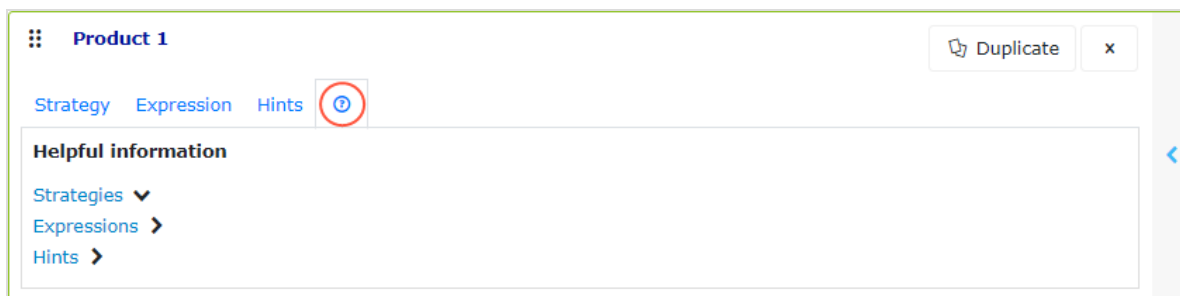 Product 1
Duplicate x
Strategy Expression Hints ?
Helpful information
Strategies
Expressions
Hints